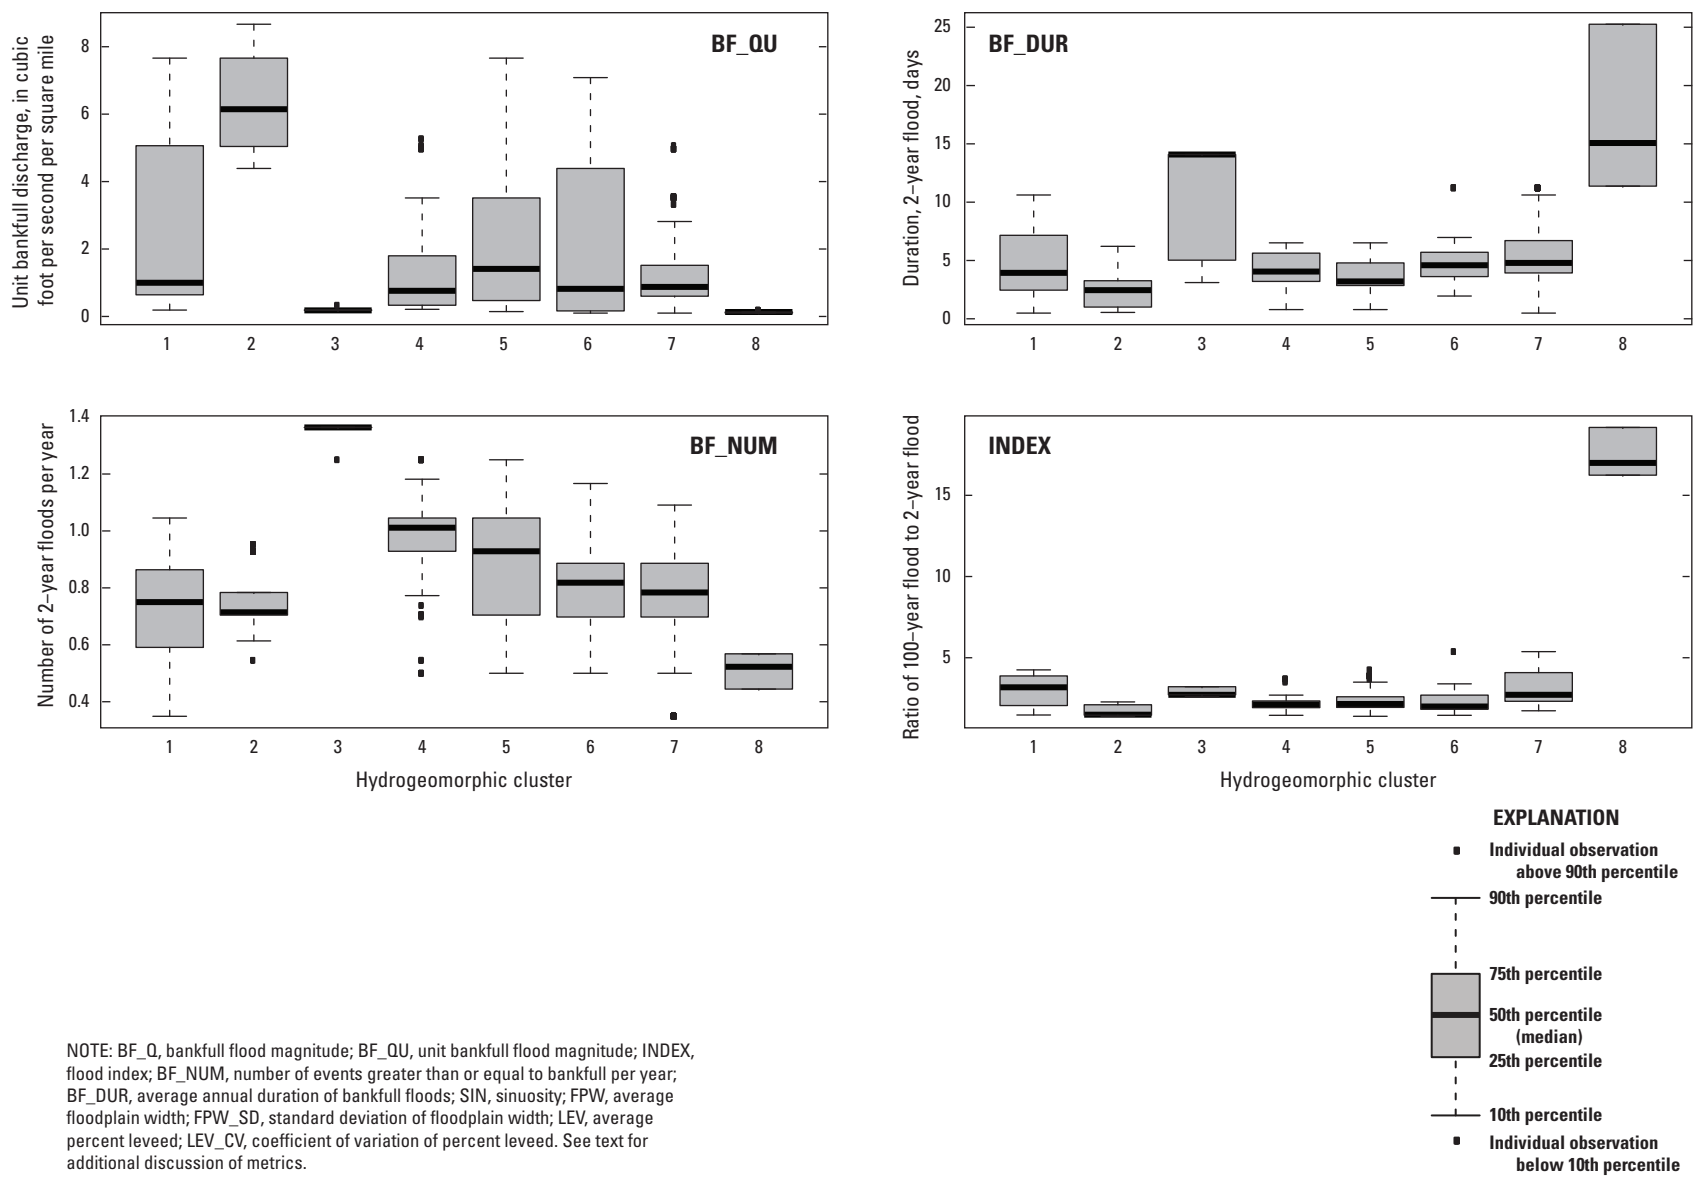 BF_QU
Unit bankfull discharge, in cubic
foot per second per square mile
8
6
4
2
0
1 2 3 4 5 6 7 8
BF_DUR
Duration, 2–year flood, days
25
20
15
10
5
0
1 2 3 4 5 6 7 8
BF_NUM
Number of 2–year floods per year
1.4
1.2
1.0
0.8
0.6
0.4
1 2 3 4 5 6 7 8
Hydrogeomorphic cluster
INDEX
Ratio of 100–year flood to 2–year flood
15
10
5
1 2 3 4 5 6 7 8
Hydrogeomorphic cluster
EXPLANATION
Individual observation
above 90th percentile
90th percentile
75th percentile
50th percentile
(median)
25th percentile
10th percentile
Individual observation
below 10th percentile
NOTE: BF_Q, bankfull flood magnitude; BF_QU, unit bankfull flood magnitude; INDEX,
flood index; BF_NUM, number of events greater than or equal to bankfull per year;
BF_DUR, average annual duration of bankfull floods; SIN, sinuosity; FPW, average
floodplain width; FPW_SD, standard deviation of floodplain width; LEV, average
percent leveed; LEV_CV, coefficient of variation of percent leveed. See text for
additional discussion of metrics.